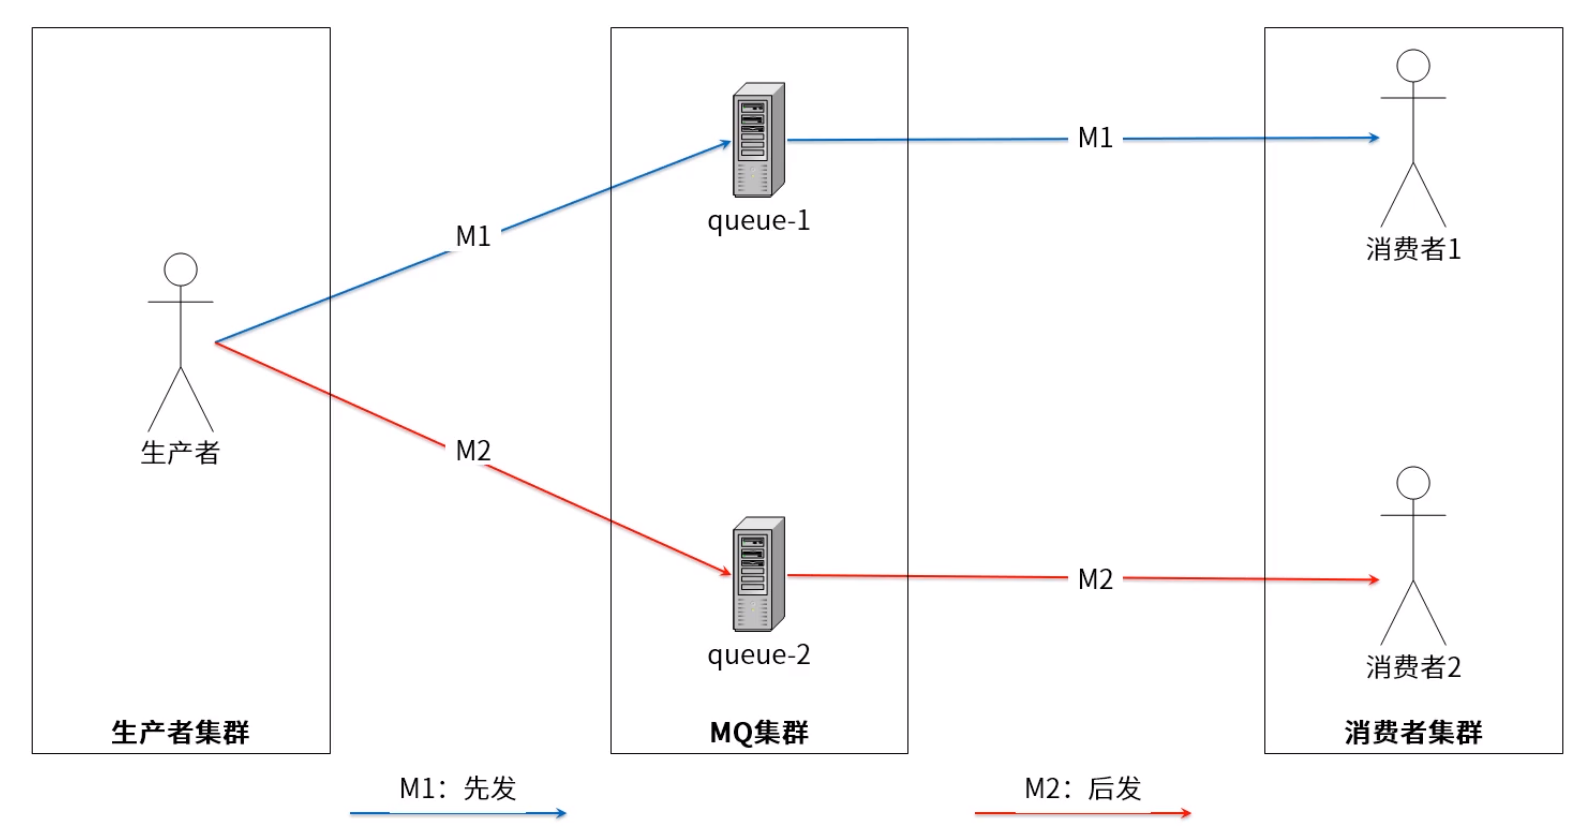 M1
queue-1
消费者1
M1
生产者
M2
M2
queue-2
消费者2
生产者集群
MQ集群
消费者集群
M1：先发
M2：后发